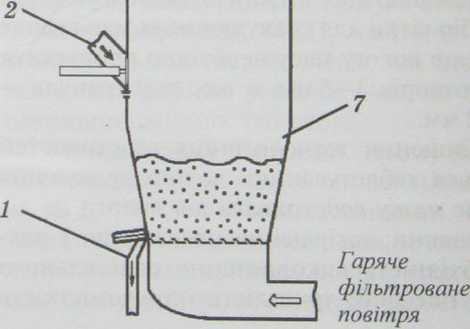 2
7
1
Гаряче
фільтроване
повітря